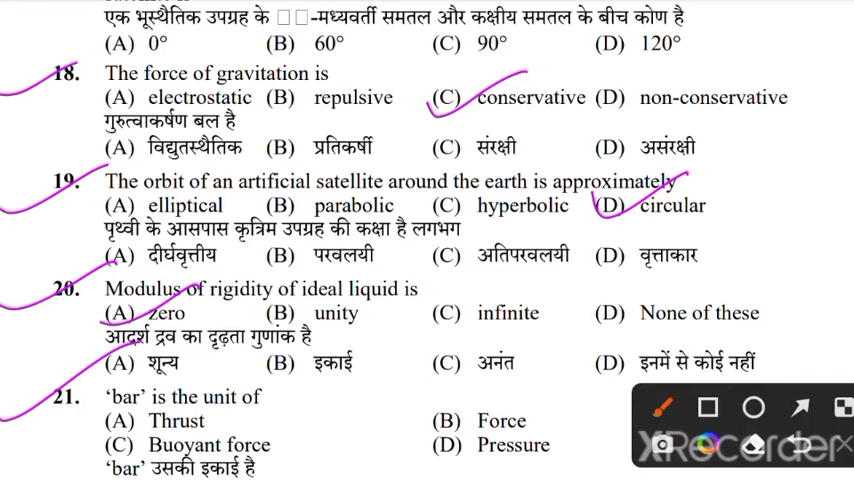 एक भूस्थैतिक उपग्रह के □□-मध्यवर्ती समतल और कक्षीय समतल के बीच कोण है
(A) 0° (B) 60° (C) 90° (D) 120°
18. The force of gravitation is
(A) electrostatic (B) repulsive (C) conservative (D) non-conservative
गुरुत्वाकर्षण बल है
(A) विद्युतस्थैतिक (B) प्रतिकर्षी (C) संरक्षी (D) असंरक्षी
19. The orbit of an artificial satellite around the earth is approximately
(A) elliptical (B) parabolic (C) hyperbolic (D) circular
पृथ्वी के आसपास कृत्रिम उपग्रह की कक्षा है लगभग
(A) दीर्घवृत्तीय (B) परवलयी (C) अतिपरवलयी (D) वृत्ताकार
20. Modulus of rigidity of ideal liquid is
(A) zero (B) unity (C) infinite (D) None of these
आदर्श द्रव का दृढ़ता गुणांक है
(A) शून्य (B) इकाई (C) अनंत (D) इनमें से कोई नहीं
21. ‘bar’ is the unit of
(A) Thrust (B) Force
(C) Buoyant force (D) Pressure
‘bar’ उसकी इकाई है
XRecorder